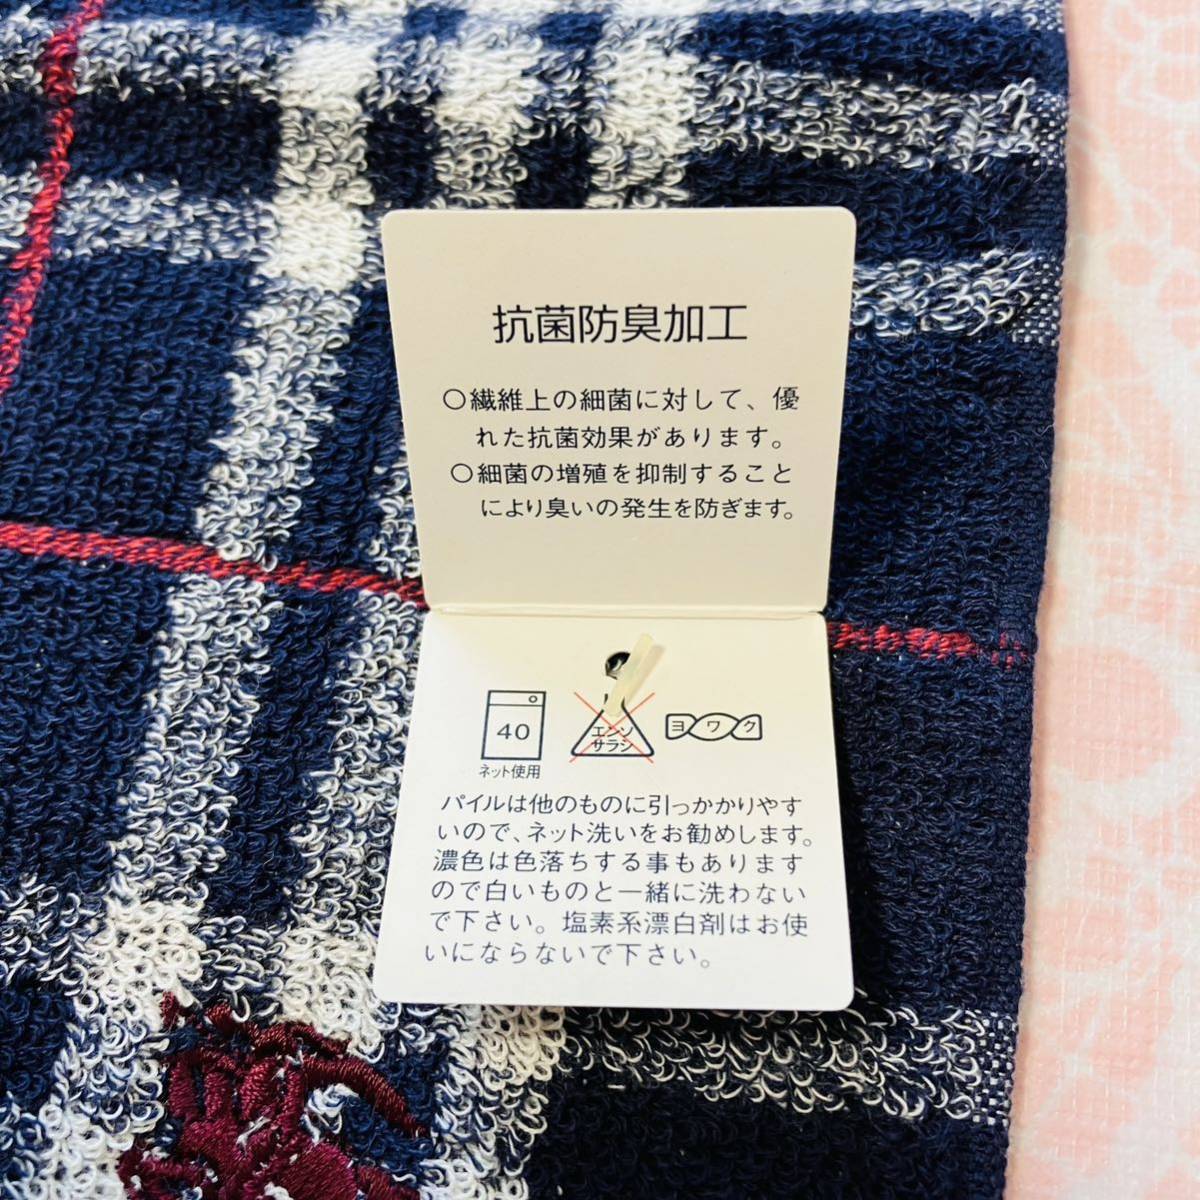 抗菌防臭加工
○繊維上の細菌に対して、優
れた抗菌効果があります。
○細菌の増殖を抑制すること
により臭いの発生を防ぎます。
40
エンソ
サラシ
ヨワク
ネット使用
パイルは他のものに引っかかりやす
いので、ネット洗いをお勧めします。
濃色は色落ちする事もあります
ので白いものと一緒に洗わない
で下さい。塩素系漂白剤はお使
いにならないで下さい。